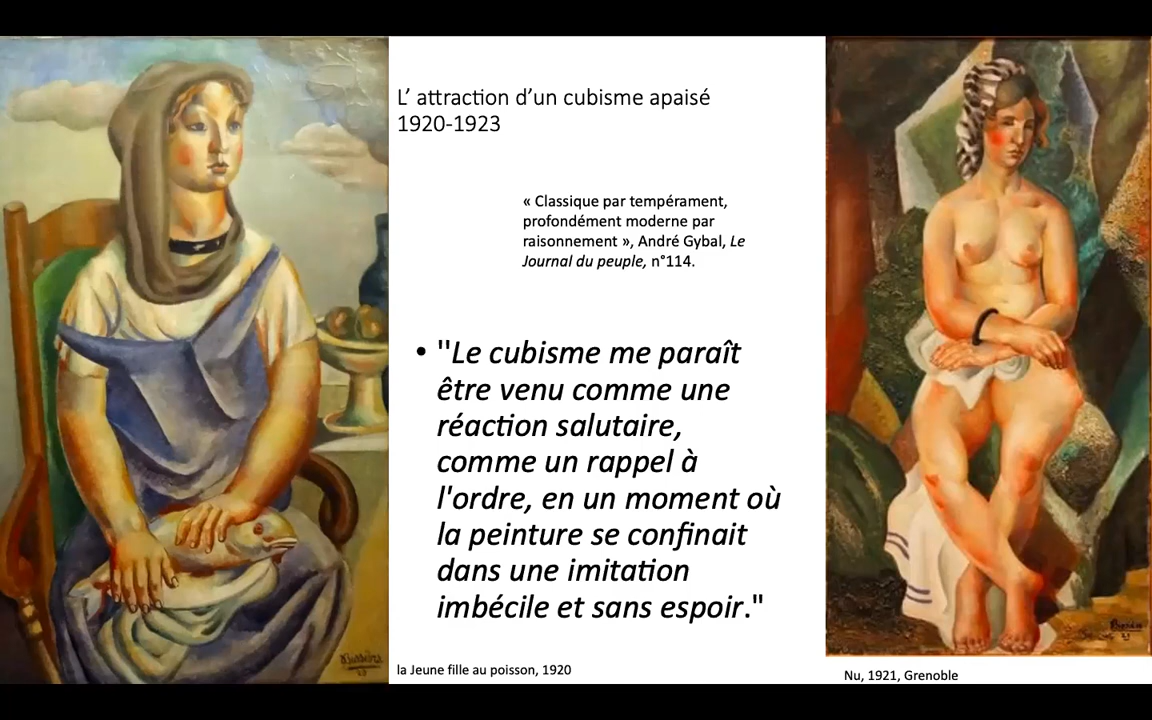 L’ attraction d’un cubisme apaisé
1920-1923
« Classique par tempérament,
profondément moderne par
raisonnement », André Gybal, Le
Journal du peuple, n°114.
• "Le cubisme me paraît
être venu comme une
réaction salutaire,
comme un rappel à
l'ordre, en un moment où
la peinture se confinait
dans une imitation
imbécile et sans espoir."
la Jeune fille au poisson, 1920
Nu, 1921, Grenoble